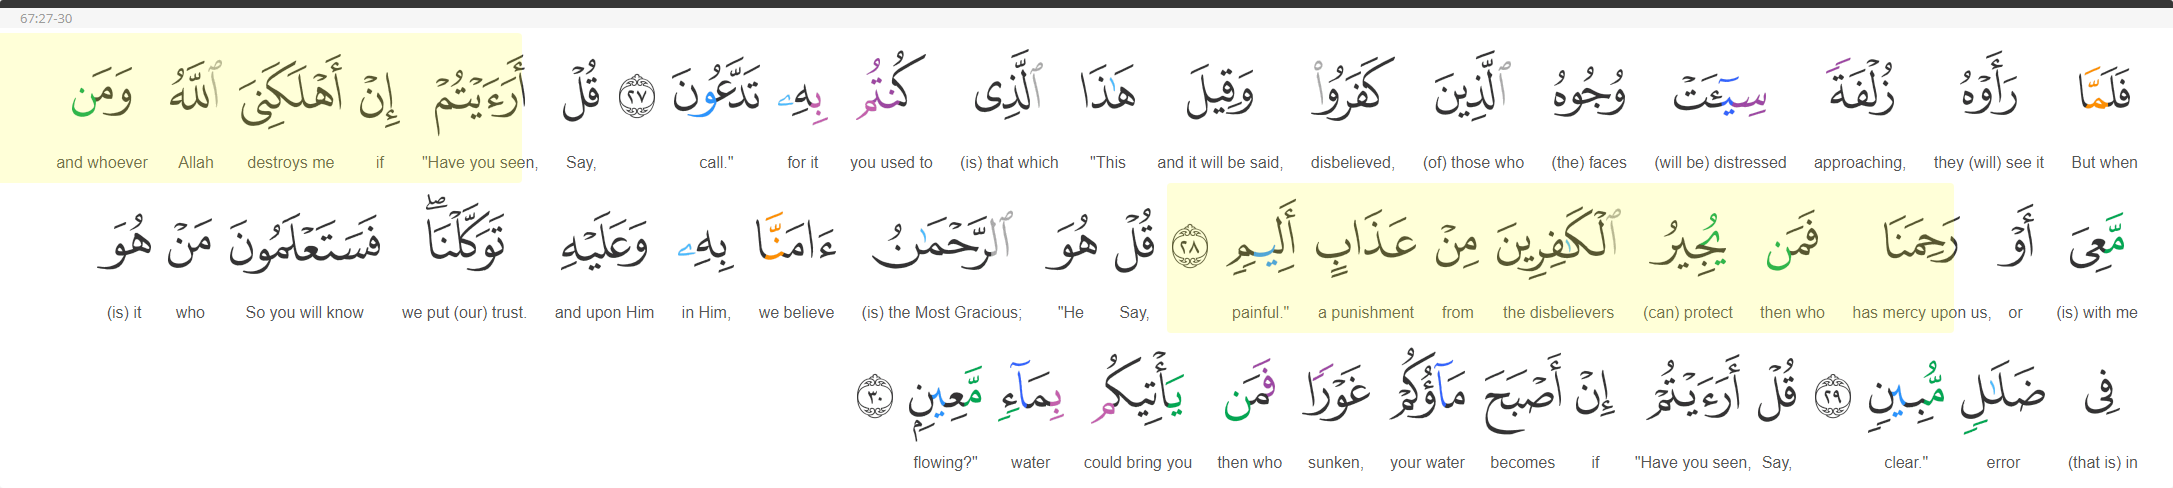 67:27-30
فَلَمَّا رَأَوْهُ زُلْفَةً سِيٓـَٔتْ وُجُوهُ ٱلَّذِينَ كَفَرُوا۟ وَقِيلَ هَٰذَا ٱلَّذِى كُنتُم بِهِۦ تَدَّعُونَ ٢٧ قُلْ أَرَءَيْتُمْ إِنْ أَهْلَكَنِىَ ٱللَّهُ وَمَن
But when they (will) see it approaching, (will be) distressed (the) faces (of) those who disbelieved, and it will be said, "This (is) that which you used to for it call." Say, "Have you seen, if destroys me Allah and whoever
مَّعِىَ أَوْ رَحِمَنَا فَمَن يُجِيرُ ٱلْكَٰفِرِينَ مِنْ عَذَابٍ أَلِيمٍ ٢٨ قُلْ هُوَ ٱلرَّحْمَٰنُ ءَامَنَّا بِهِۦ وَعَلَيْهِ تَوَكَّلْنَا ۖ فَسَتَعْلَمُونَ مَنْ هُوَ
(is) with me or has mercy upon us, then who (can) protect the disbelievers from a punishment painful." Say, "He (is) the Most Gracious; we believe in Him, and upon Him we put (our) trust. So you will know who (is) it
فِى ضَلَٰلٍ مُّبِينٍ ٢٩ قُلْ أَرَءَيْتُمْ إِنْ أَصْبَحَ مَآؤُكُمْ غَوْرًا فَمَن يَأْتِيكُم بِمَآءٍ مَّعِينٍۭ ٣٠
(that is) in error clear." Say, "Have you seen, if becomes your water sunken, then who could bring you water flowing?"